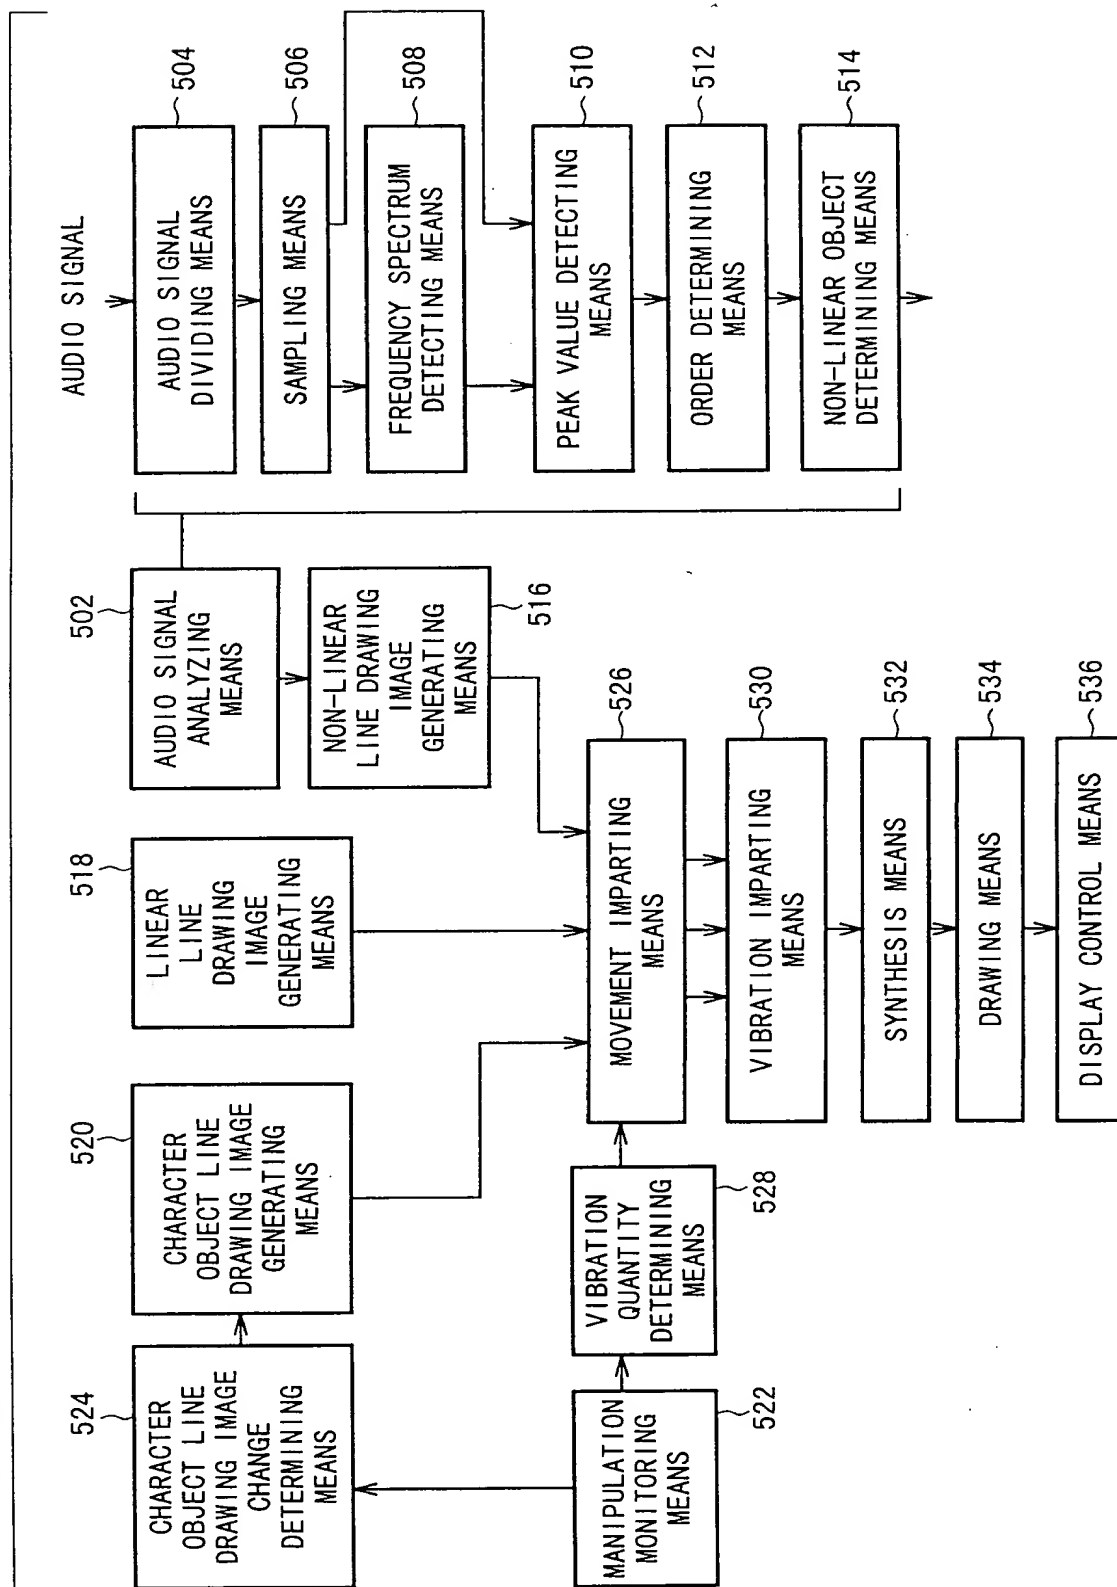 AUDIO SIGNAL
504
AUDIO SIGNAL
DIVIDING MEANS
506
SAMPLING MEANS
508
FREQUENCY SPECTRUM
DETECTING MEANS
510
PEAK VALUE DETECTING
MEANS
512
ORDER DETERMINING
MEANS
514
NON-LINEAR OBJECT
DETERMINING MEANS
502
AUDIO SIGNAL
ANALYZING
MEANS
516
NON-LINEAR
LINE DRAWING
IMAGE
GENERATING
MEANS
518
LINEAR
LINE
DRAWING
IMAGE
GENERATING
MEANS
520
CHARACTER
OBJECT LINE
DRAWING IMAGE
GENERATING
MEANS
524
CHARACTER
OBJECT LINE
DRAWING IMAGE
CHANGE
DETERMINING
MEANS
522
MANIPULATION
MONITORING
MEANS
528
VIBRATION
QUANTITY
DETERMINING
MEANS
526
MOVEMENT IMPARTING
MEANS
530
VIBRATION IMPARTING
MEANS
532
SYNTHESIS MEANS
534
DRAWING MEANS
536
DISPLAY CONTROL MEANS